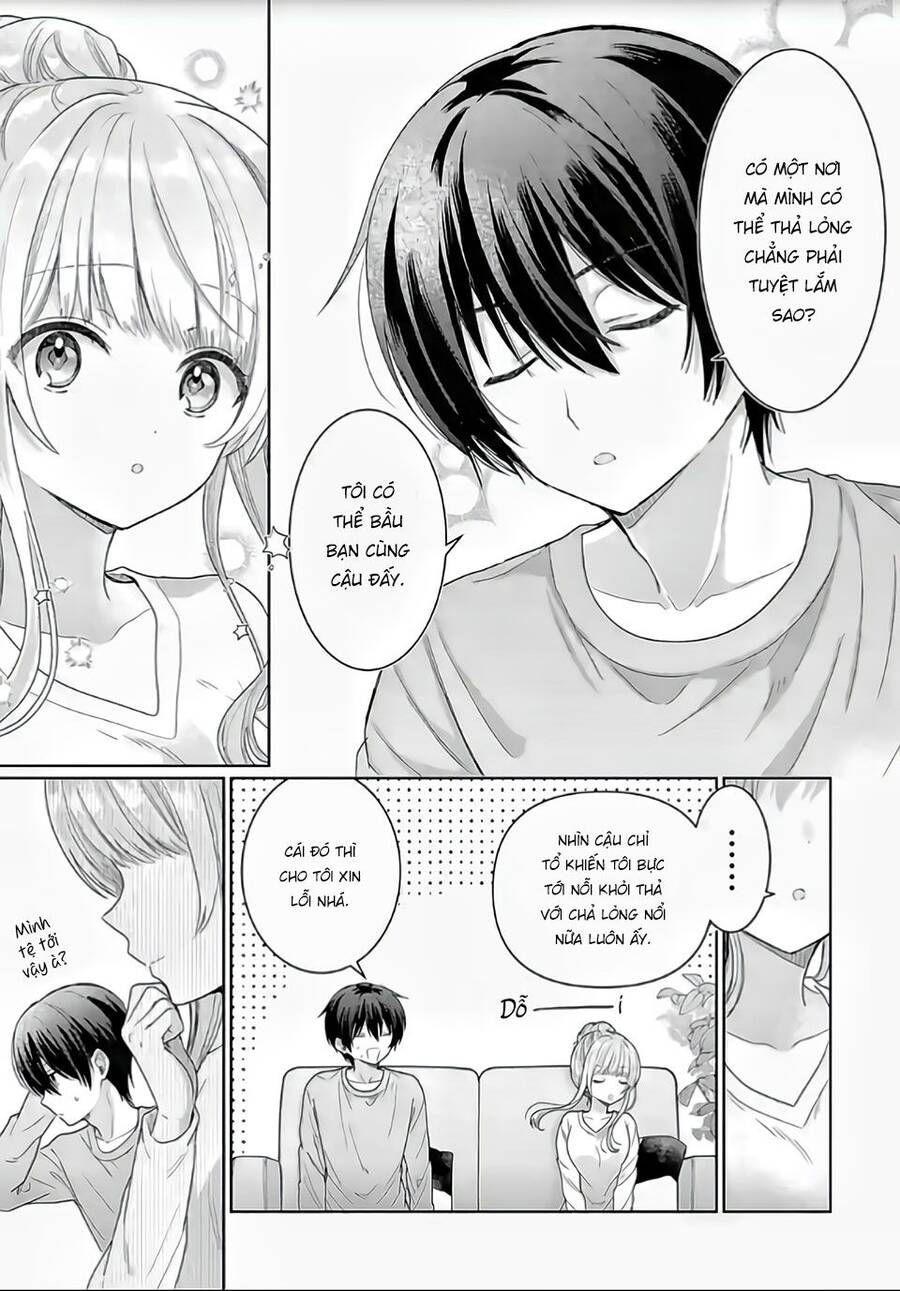 CÓ MỘT NƠI
MÀ MÌNH CÓ
THỂ THẢ LỎNG
CHẲNG PHẢI
TUYỆT LẮM
SAO?
TÔI CÓ
THỂ BẦU
BẠN CÙNG
CẬU ĐẤY.
......
NHÌN CẬU CHỈ
TỔ KHIẾN TÔI BỰC
TỚI NỖI KHỎI THẢ
VỚI CHẢ LỎNG NỔI
NỮA LUÔN ẤY.
Dỗ——i
CÁI ĐÓ THÌ
CHO TÔI XIN
LỖI NHÁ.
Mình
tệ tới
vậy à?